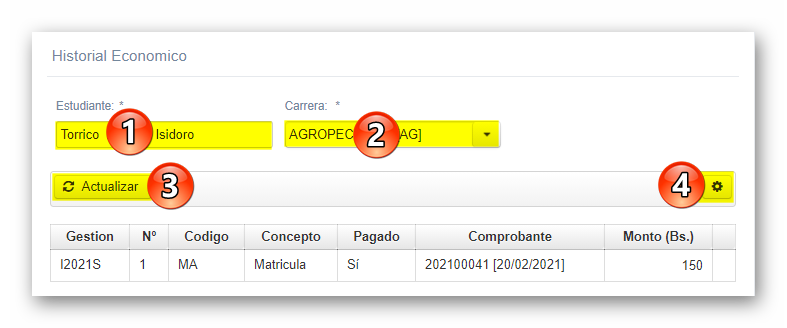 Historial Economico
Estudiante: * Carrera: *
Torrico 1 Isidoro AGROPEC 2 AG]
Actualizar 3 4
Gestion Nº Codigo Concepto Pagado Comprobante Monto (Bs.)
I2021S 1 MA Matricula Sí 202100041 [20/02/2021] 150